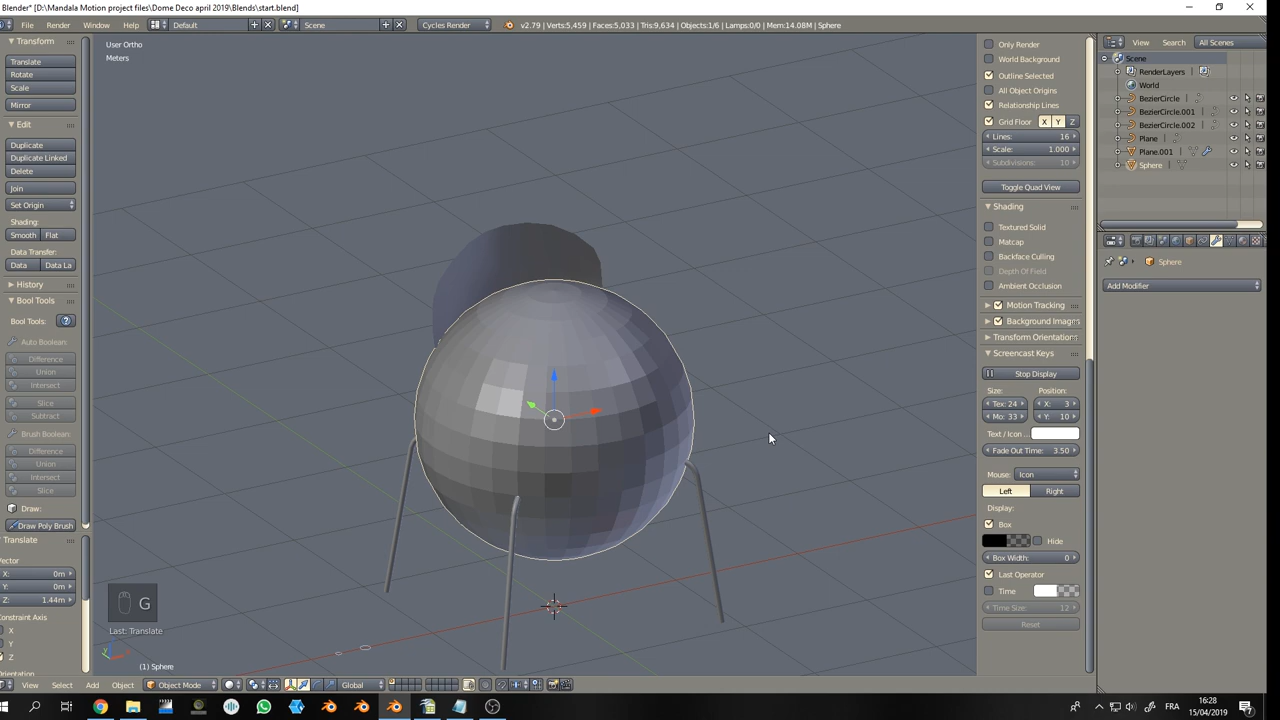 Blender* [D:\Mandala Motion project files\Dome Deco april 2019\Blends\start.blend]
Render Window Help Default Scene Cycles Render v2.79 | Verts:5,459 | Faces:5,033 | Tris:9,634 | Objects:1/6 | Lamps:0/0 | Mem:14.08M | Sphere
Transform
Translate
Rotate
Scale
Mirror
Edit
Duplicate
Duplicate Linked
Delete
Join
Set Origin
Shading:
Smooth Flat
Data Transfer:
Data Data La
History
Bool Tools
Bool Tools:
Auto Boolean:
Difference
Union
Intersect
Slice
Subtract
Brush Boolean:
Difference
Union
Intersect
Slice
Draw:
Draw Poly Brush
Translate
Vector
X: 0m
Y: 0m
Z: 1.44m
Constraint Axis
X
Y
Z
Orientation
User Ortho
Meters
G
Last: Translate
(1) Sphere
View Select Add Object Object Mode Global
Only Render
World Background
Outline Selected
All Object Origins
Relationship Lines
Grid Floor X Y Z
Lines: 16
Scale: 1.000
Subdivisions: 10
Toggle Quad View
Shading
Textured Solid
Matcap
Backface Culling
Depth Of Field
Ambient Occlusion
Motion Tracking
Background Images
Transform Orientations
Screencast Keys
Stop Display
Size: Position:
Tex: 24 X: 3
Mo: 33 Y: 10
Text / Icon ...
Fade Out Time: 3.50
Mouse: Icon
Left Right
Display:
Box
Hide
Box Width: 0
Last Operator
Time
Time Size: 12
Reset
View Search All Scenes
Scene
RenderLayers
World
BezierCircle
BezierCircle.001
BezierCircle.002
Plane
Plane.001
Sphere
Sphere
Add Modifier
FRA
16:28
15/04/2019